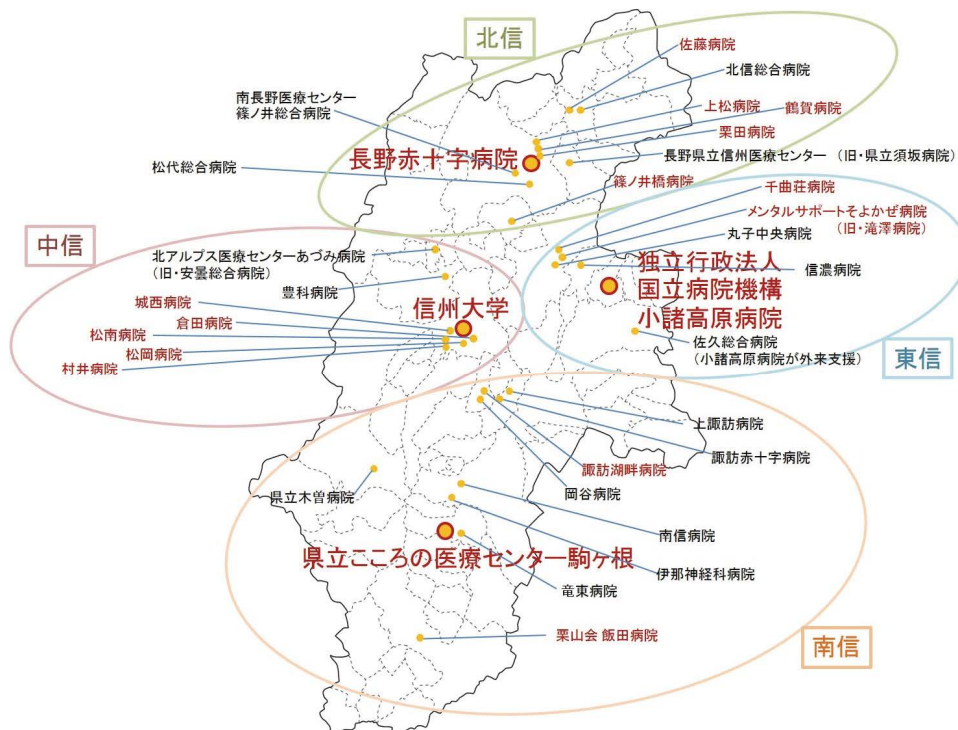 北信
佐藤病院
北信総合病院
南長野医療センター
篠ノ井総合病院
上松病院
鶴賀病院
栗田病院
長野赤十字病院
長野県立信州医療センター（旧・県立須坂病院）
松代総合病院
篠ノ井橋病院
千曲荘病院
メンタルサポートそよかぜ病院
（旧・滝澤病院）
丸子中央病院
信濃病院
中信
北アルプス医療センターあづみ病院
（旧・安曇総合病院）
豊科病院
独立行政法人
国立病院機構
小諸高原病院
城西病院
信州大学
倉田病院
松南病院
松岡病院
村井病院
佐久総合病院
（小諸高原病院が外来支援）
東信
上諏訪病院
諏訪赤十字病院
諏訪湖畔病院
岡谷病院
県立木曽病院
南信病院
県立こころの医療センター駒ヶ根
伊那神経科病院
竜東病院
栗山会 飯田病院
南信